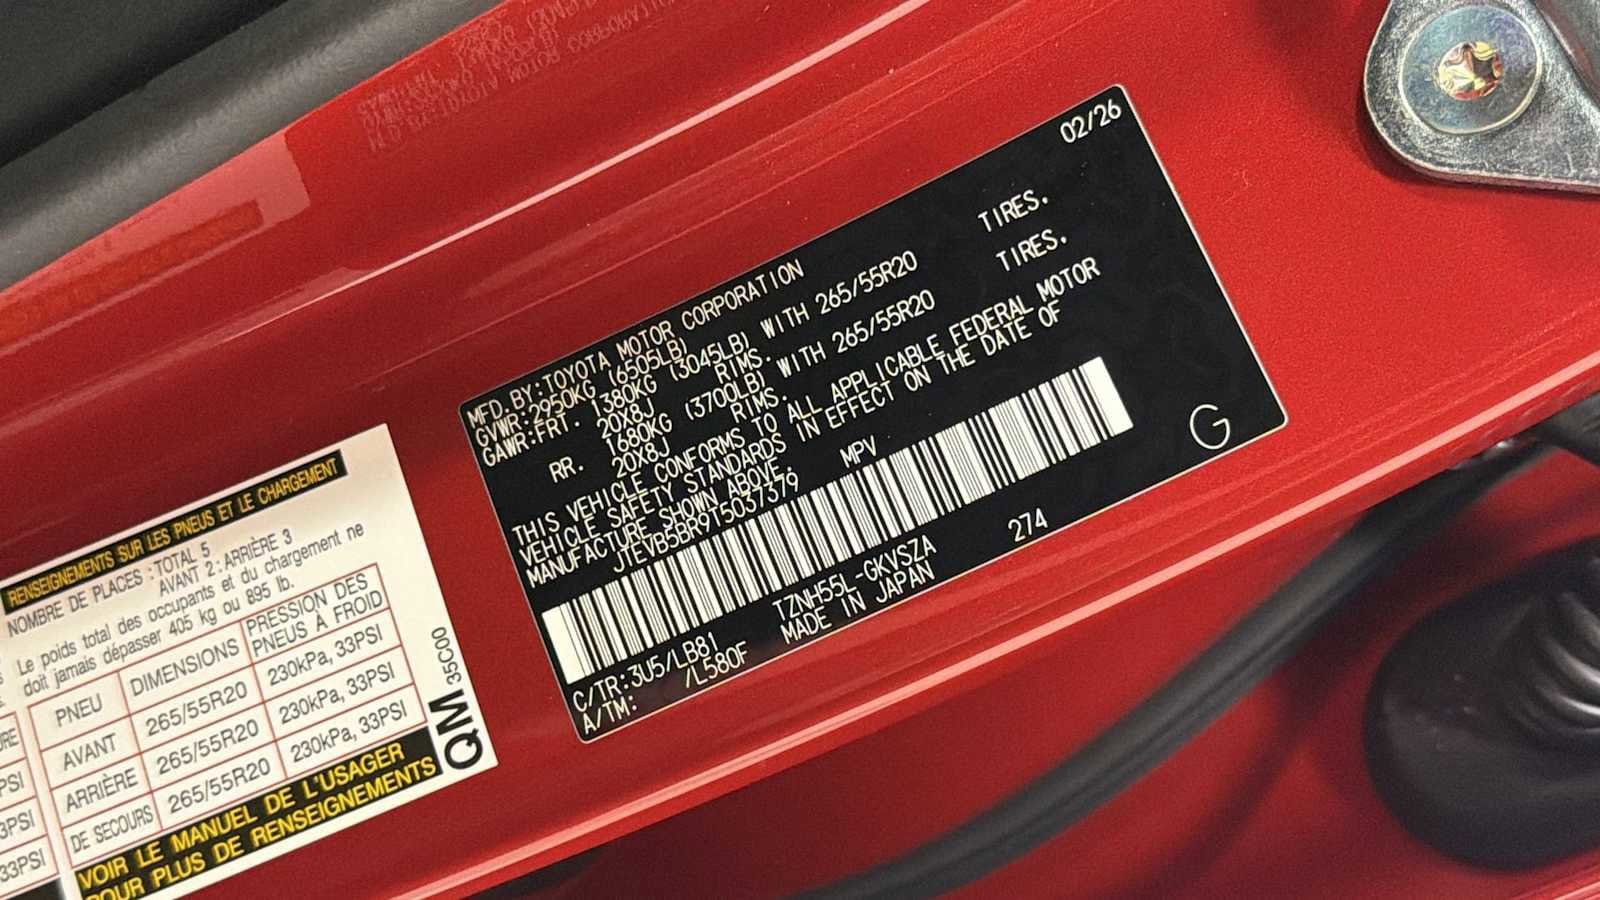 02/26
MFD.BY:TOYOTA MOTOR CORPORATION
GVWR:2950KG (6505LB)
GAWR:FRT. 1380KG (3045LB) WITH 265/55R20 TIRES.
20X8J RIMS.
RR. 1680KG (3700LB) WITH 265/55R20 TIRES.
20X8J RIMS.
THIS VEHICLE CONFORMS TO ALL APPLICABLE FEDERAL MOTOR
VEHICLE SAFETY STANDARDS IN EFFECT ON THE DATE OF
MANUFACTURE SHOWN ABOVE.
JTEVB5BR9T5037379 MPV
G
C/TR:3U5/LB81 TZNH55L-GKVSZA 274
A/TM: /L580F MADE IN JAPAN
RENSEIGNEMENTS SUR LES PNEUS ET LE CHARGEMENT
NOMBRE DE PLACES : TOTAL 5
AVANT 2 : ARRIÈRE 3
Le poids total des occupants et du chargement ne
doit jamais dépasser 405 kg ou 895 lb.
PNEU DIMENSIONS PRESSION DES PNEUS À FROID
AVANT 265/55R20 230kPa, 33PSI
ARRIÈRE 265/55R20 230kPa, 33PSI
DE SECOURS 265/55R20 230kPa, 33PSI
VOIR LE MANUEL DE L'USAGER
POUR PLUS DE RENSEIGNEMENTS
QM 35C00
PSI
33PSI
33PSI